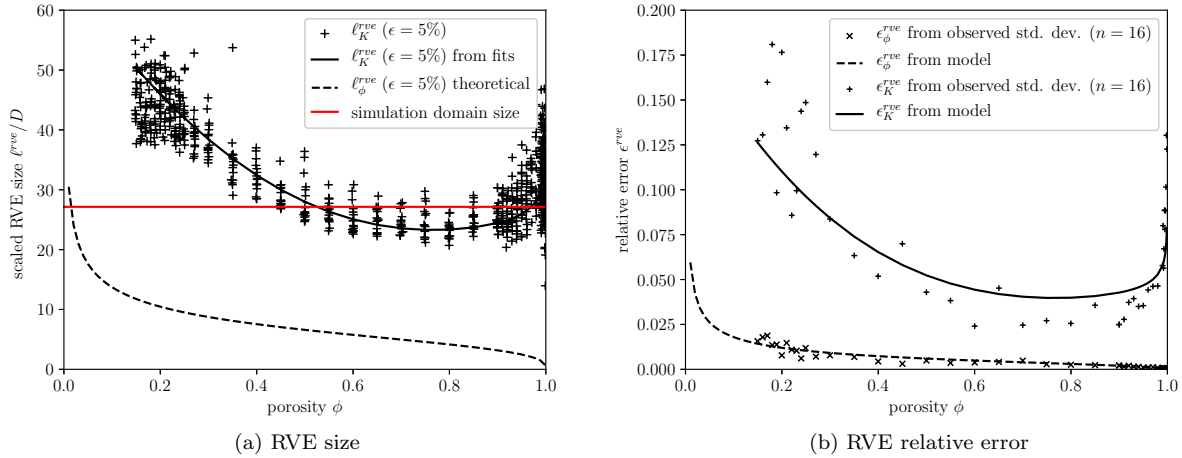 60
50
40
30
20
10
0
0.0 0.2 0.4 0.6 0.8 1.0
scaled RVE size ℓ^{rve}/D
porosity ϕ
ℓ_K^{rve} (ϵ = 5%)
ℓ_K^{rve} (ϵ = 5%) from fits
ℓ_ϕ^{rve} (ϵ = 5%) theoretical
simulation domain size
(a) RVE size
0.200
0.175
0.150
0.125
0.100
0.075
0.050
0.025
0.000
0.0 0.2 0.4 0.6 0.8 1.0
relative error ϵ^{rve}
porosity ϕ
ϵ_ϕ^{rve} from observed std. dev. (n = 16)
ϵ_ϕ^{rve} from model
ϵ_K^{rve} from observed std. dev. (n = 16)
ϵ_K^{rve} from model
(b) RVE relative error